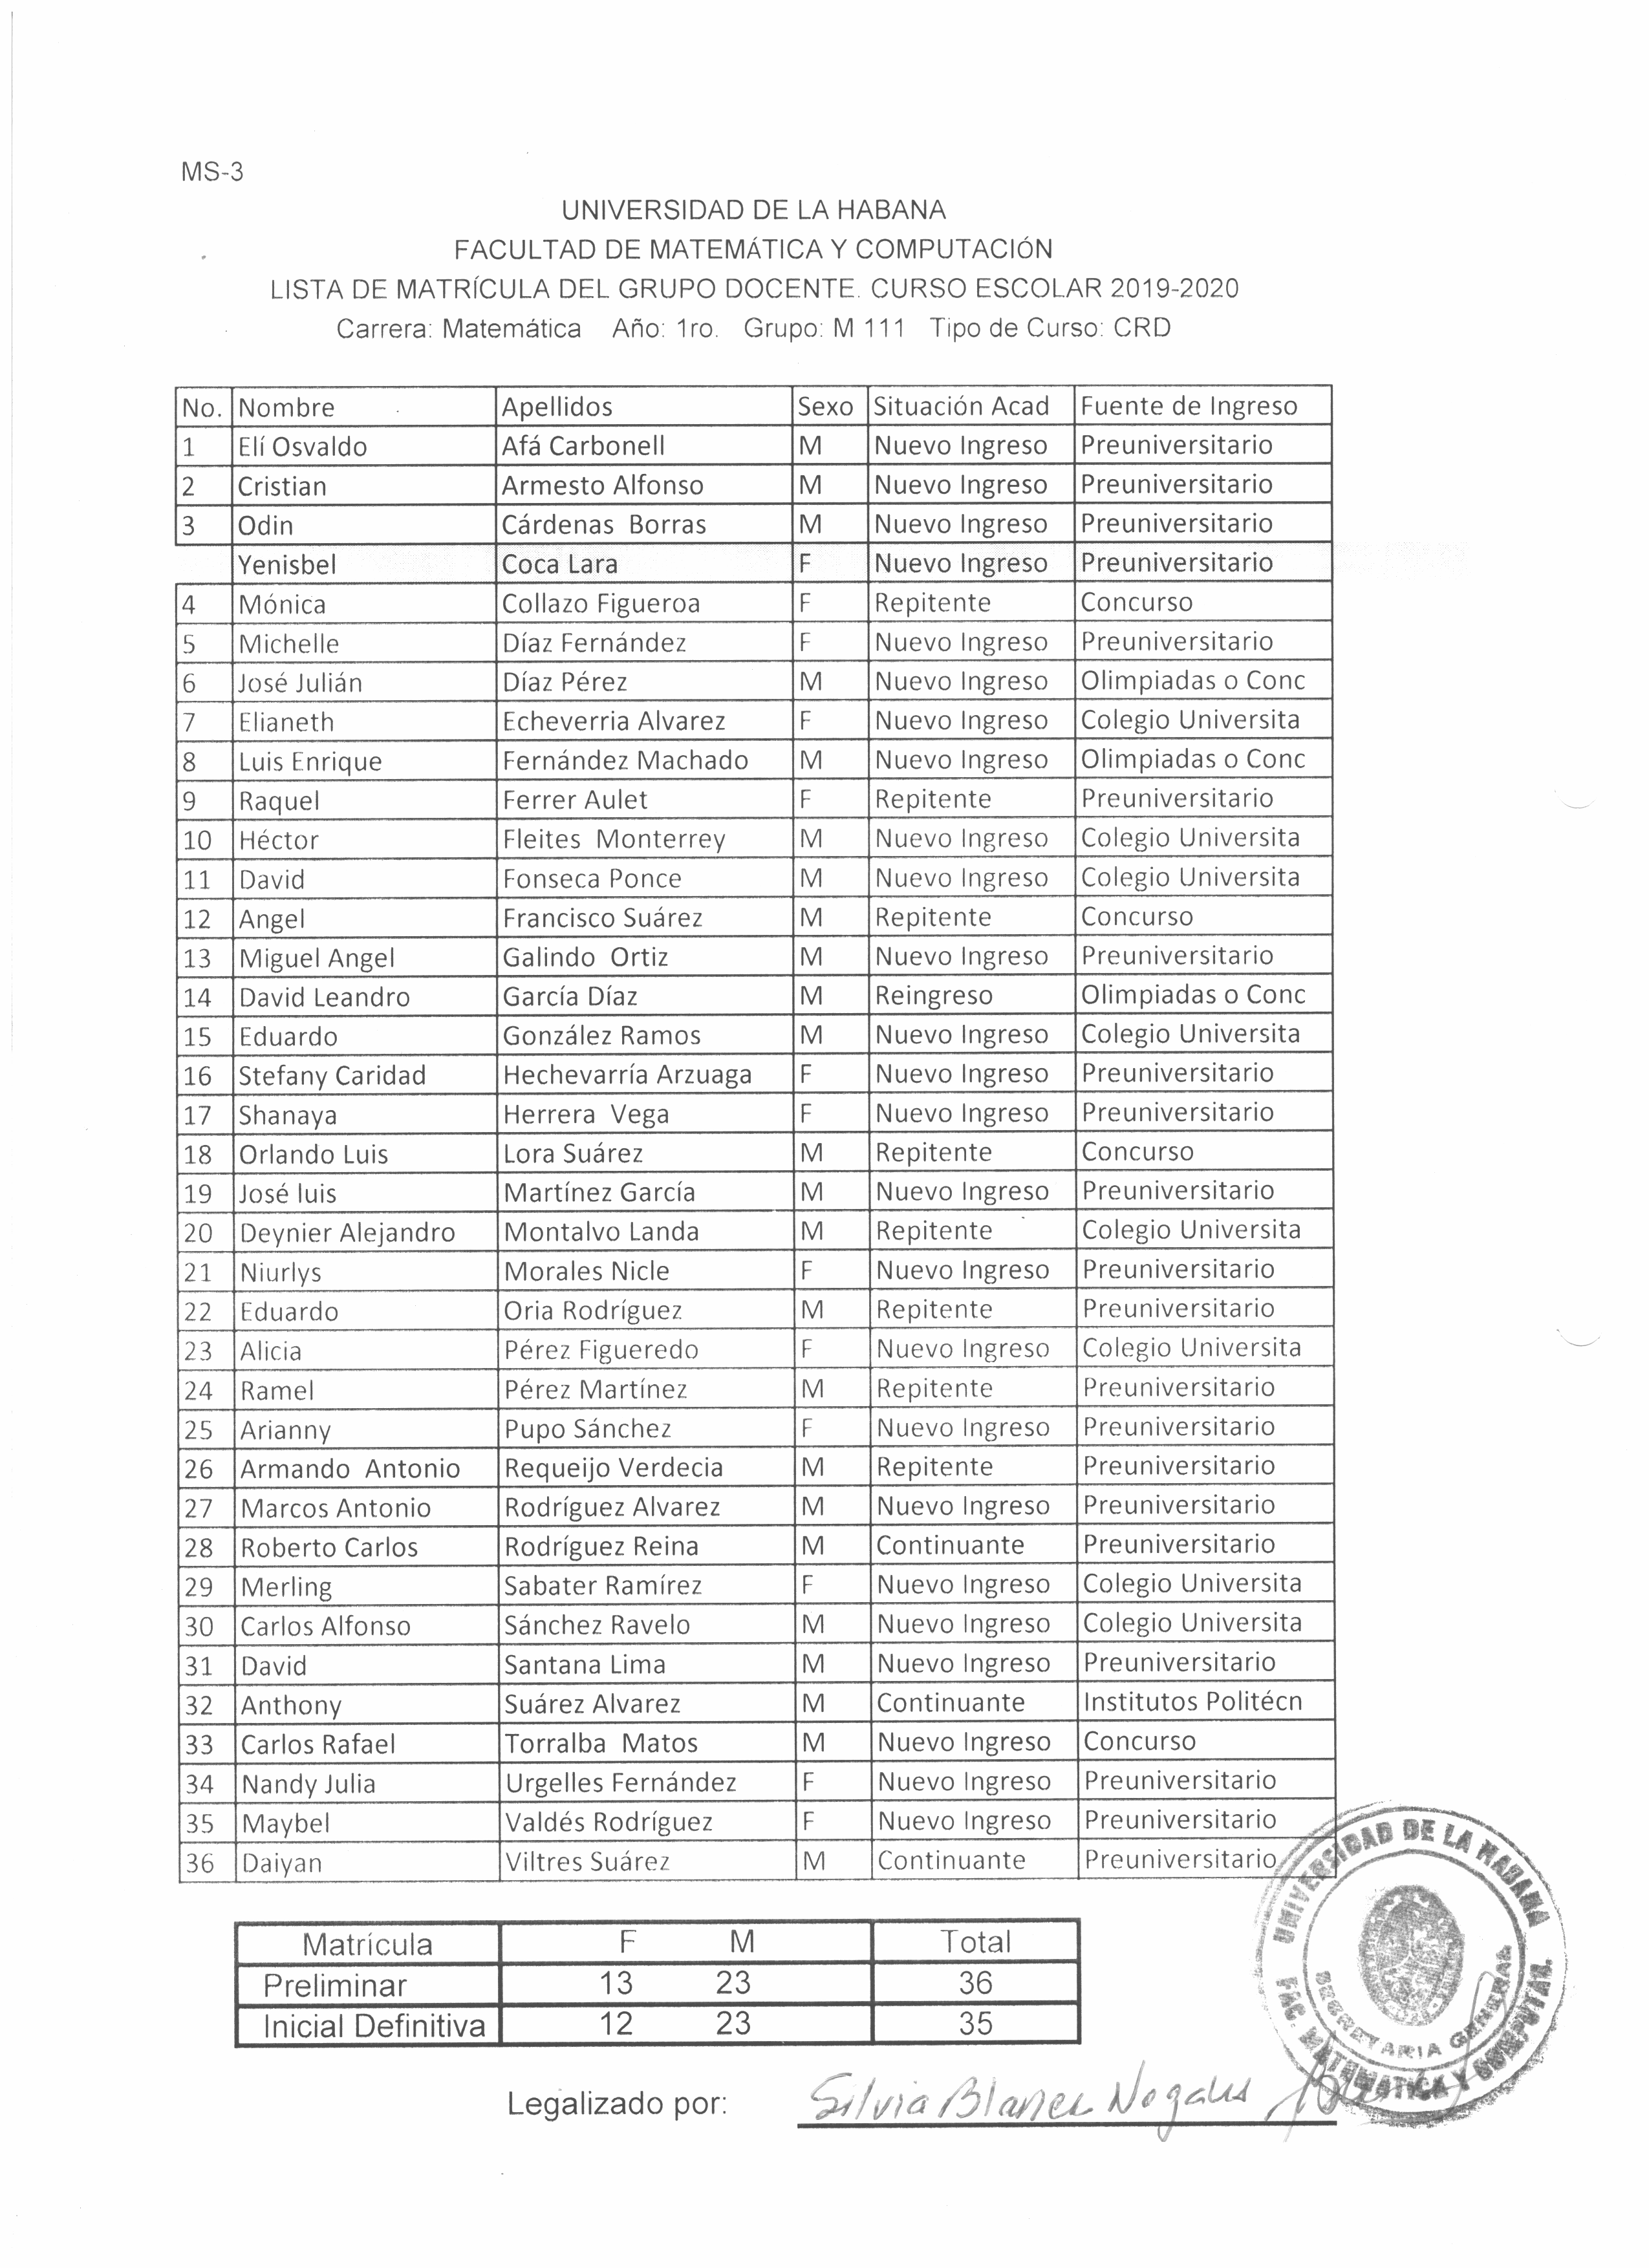 MS-3
UNIVERSIDAD DE LA HABANA
FACULTAD DE MATEMÁTICA Y COMPUTACIÓN
LISTA DE MATRÍCULA DEL GRUPO DOCENTE. CURSO ESCOLAR 2019-2020
Carrera: Matemática Año: 1ro. Grupo: M 111 Tipo de Curso: CRD
No. Nombre Apellidos Sexo Situación Acad Fuente de Ingreso
1 Elí Osvaldo Afá Carbonell M Nuevo Ingreso Preuniversitario
2 Cristian Armesto Alfonso M Nuevo Ingreso Preuniversitario
3 Odin Cárdenas Borras M Nuevo Ingreso Preuniversitario
Yenisbel Coca Lara F Nuevo Ingreso Preuniversitario
4 Mónica Collazo Figueroa F Repitente Concurso
5 Michelle Díaz Fernández F Nuevo Ingreso Preuniversitario
6 José Julián Díaz Pérez M Nuevo Ingreso Olimpiadas o Conc
7 Elianeth Echeverria Alvarez F Nuevo Ingreso Colegio Universita
8 Luis Enrique Fernández Machado M Nuevo Ingreso Olimpiadas o Conc
9 Raquel Ferrer Aulet F Repitente Preuniversitario
10 Héctor Fleites Monterrey M Nuevo Ingreso Colegio Universita
11 David Fonseca Ponce M Nuevo Ingreso Colegio Universita
12 Angel Francisco Suárez M Repitente Concurso
13 Miguel Angel Galindo Ortiz M Nuevo Ingreso Preuniversitario
14 David Leandro García Díaz M Reingreso Olimpiadas o Conc
15 Eduardo González Ramos M Nuevo Ingreso Colegio Universita
16 Stefany Caridad Hechevarría Arzuaga F Nuevo Ingreso Preuniversitario
17 Shanaya Herrera Vega F Nuevo Ingreso Preuniversitario
18 Orlando Luis Lora Suárez M Repitente Concurso
19 José luis Martínez García M Nuevo Ingreso Preuniversitario
20 Deynier Alejandro Montalvo Landa M Repitente Colegio Universita
21 Niurlys Morales Nicle F Nuevo Ingreso Preuniversitario
22 Eduardo Oria Rodríguez M Repitente Preuniversitario
23 Alicia Pérez Figueredo F Nuevo Ingreso Colegio Universita
24 Ramel Pérez Martínez M Repitente Preuniversitario
25 Arianny Pupo Sánchez F Nuevo Ingreso Preuniversitario
26 Armando Antonio Requeijo Verdecia M Repitente Preuniversitario
27 Marcos Antonio Rodríguez Alvarez M Nuevo Ingreso Preuniversitario
28 Roberto Carlos Rodríguez Reina M Continuante Preuniversitario
29 Merling Sabater Ramírez F Nuevo Ingreso Colegio Universita
30 Carlos Alfonso Sánchez Ravelo M Nuevo Ingreso Colegio Universita
31 David Santana Lima M Nuevo Ingreso Preuniversitario
32 Anthony Suárez Alvarez M Continuante Institutos Politécn
33 Carlos Rafael Torralba Matos M Nuevo Ingreso Concurso
34 Nandy Julia Urgelles Fernández F Nuevo Ingreso Preuniversitario
35 Maybel Valdés Rodríguez F Nuevo Ingreso Preuniversitario
36 Daiyan Viltres Suárez M Continuante Preuniversitario
UNIVERSIDAD DE LA HABANA
SECRETARIA GENERAL
FAC. MATEMATICA Y COMPUTAN.
Matrícula F M Total
Preliminar 13 23 36
Inicial Definitiva 12 23 35
Legalizado por: Silvia Blanco Nogales